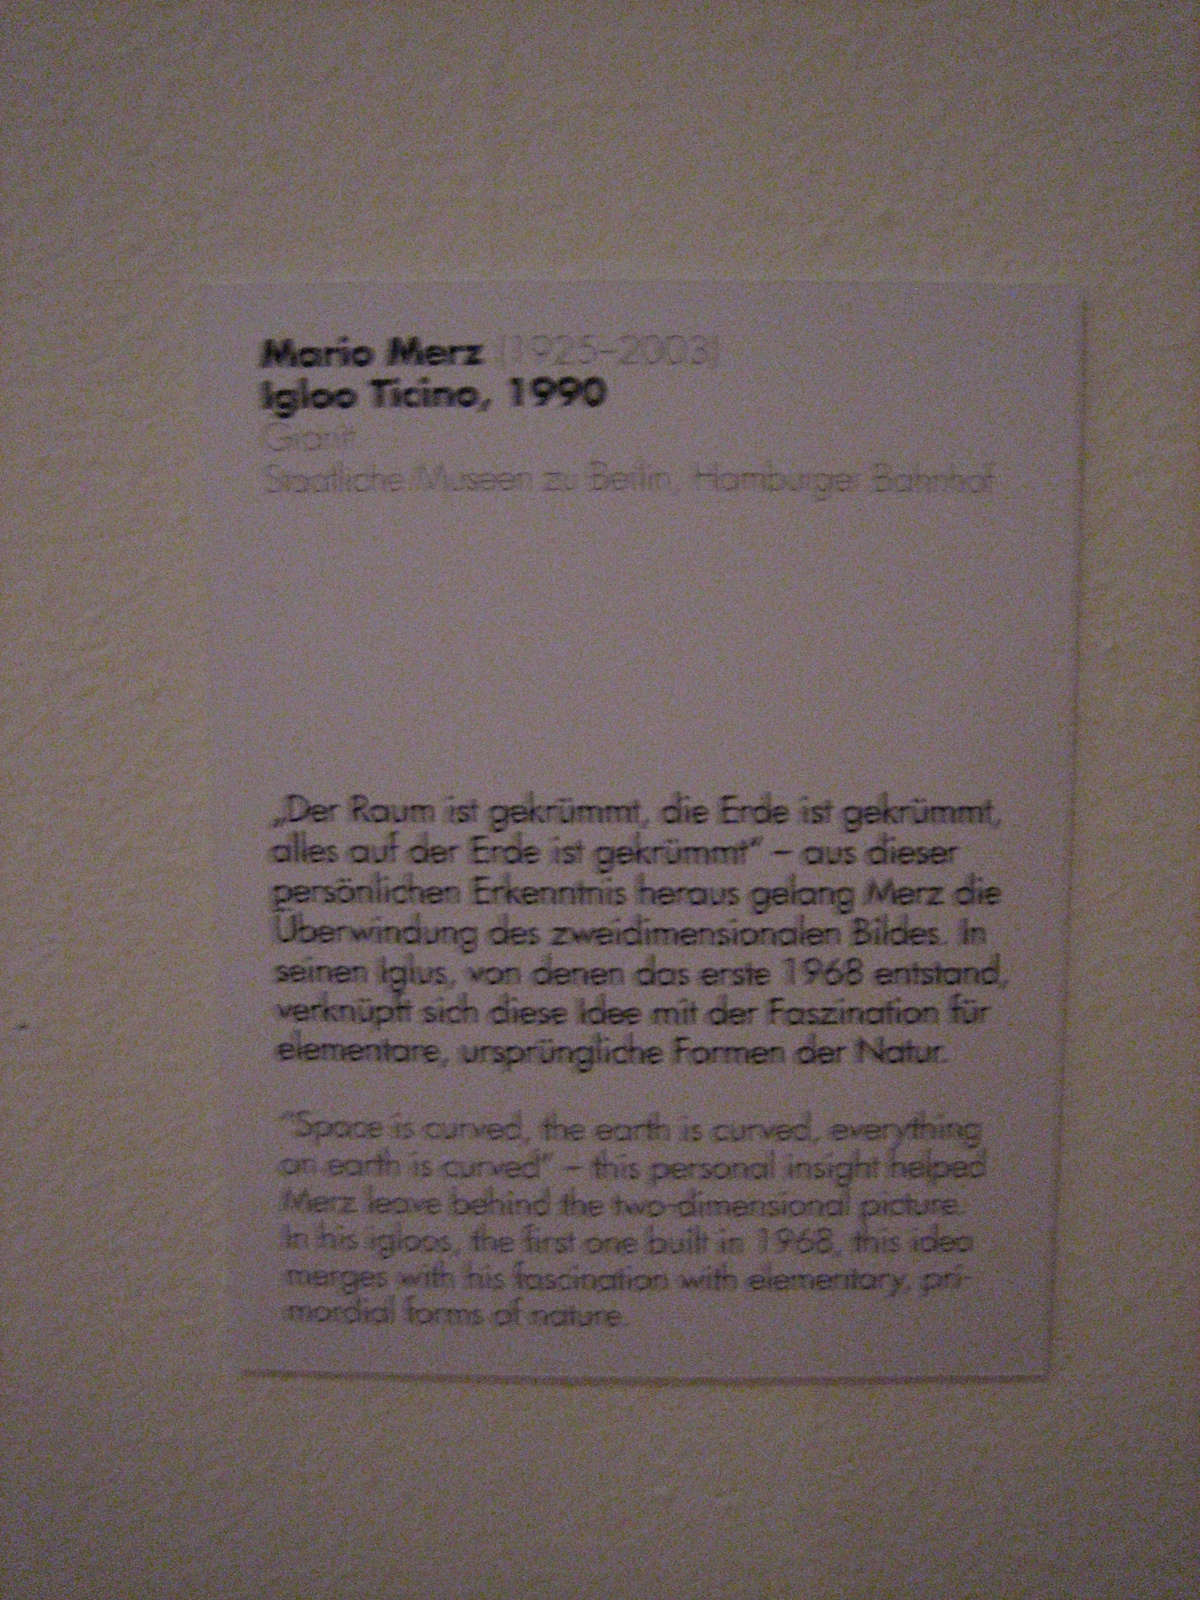 Mario Merz (1925–2003)
Igloo Ticino, 1990
Granit
Staatliche Museen zu Berlin, Hamburger Bahnhof
„Der Raum ist gekrümmt, die Erde ist gekrümmt,
alles auf der Erde ist gekrümmt“ – aus dieser
persönlichen Erkenntnis heraus gelang Merz die
Überwindung des zweidimensionalen Bildes. In
seinen Iglus, von denen das erste 1968 entstand,
verknüpft sich diese Idee mit der Faszination für
elementare, ursprüngliche Formen der Natur.
“Space is curved, the earth is curved, everything
on earth is curved” – this personal insight helped
Merz leave behind the two-dimensional picture.
In his igloos, the first one built in 1968, this idea
merges with his fascination with elementary, pri-
mordial forms of nature.